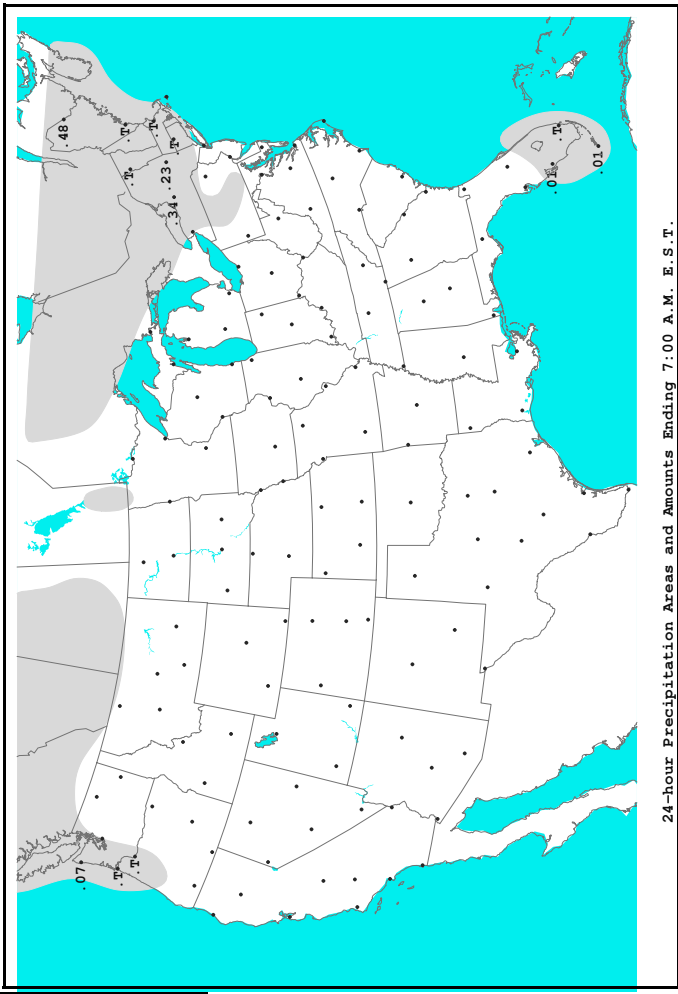 .48
.T
.T
.T
.T
.23
.34
.T
.01
.01
.07
.T
.T
24-hour Precipitation Areas and Amounts Ending 7:00 A.M. E.S.T.